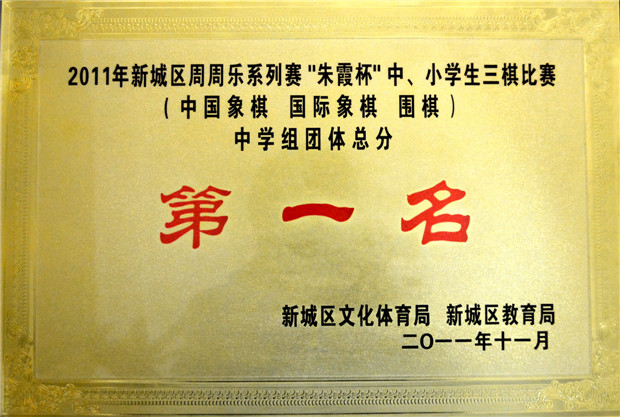 2011年新城区周周乐系列赛"朱霞杯"中、小学生三棋比赛
（中国象棋 国际象棋 围棋）
中学组团体总分
第一名
新城区文化体育局 新城区教育局
二〇一一年十一月